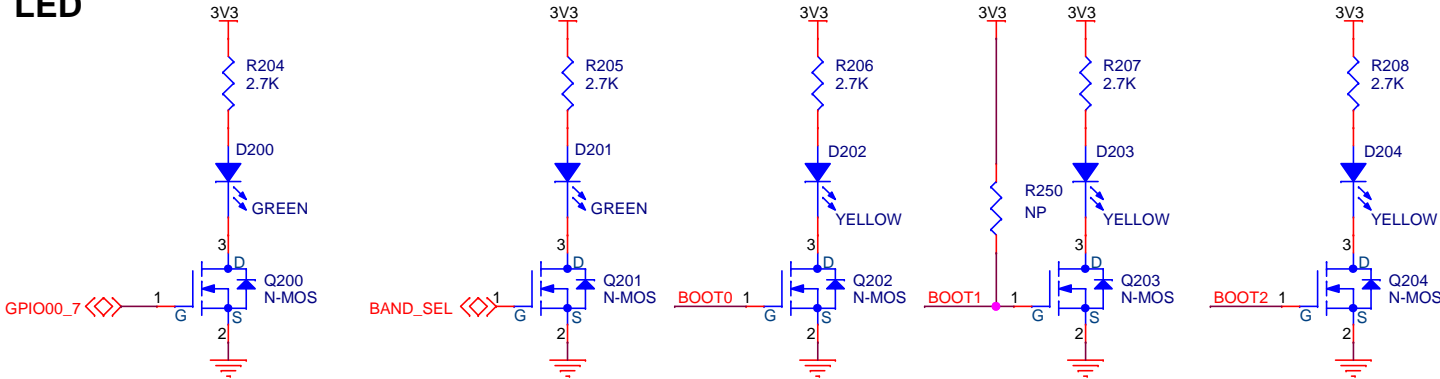 LED
3V3
R204
2.7K
D200
GREEN
3
D
Q200
N-MOS
GPIO00_7
1
G
S
2
3V3
R205
2.7K
D201
GREEN
3
D
Q201
N-MOS
BAND_SEL
1
G
S
2
3V3
R206
2.7K
D202
YELLOW
3
D
Q202
N-MOS
BOOT0
1
G
S
2
3V3
R250
NP
3V3
R207
2.7K
D203
YELLOW
3
D
Q203
N-MOS
BOOT1
1
G
S
2
3V3
R208
2.7K
D204
YELLOW
3
D
Q204
N-MOS
BOOT2
1
G
S
2